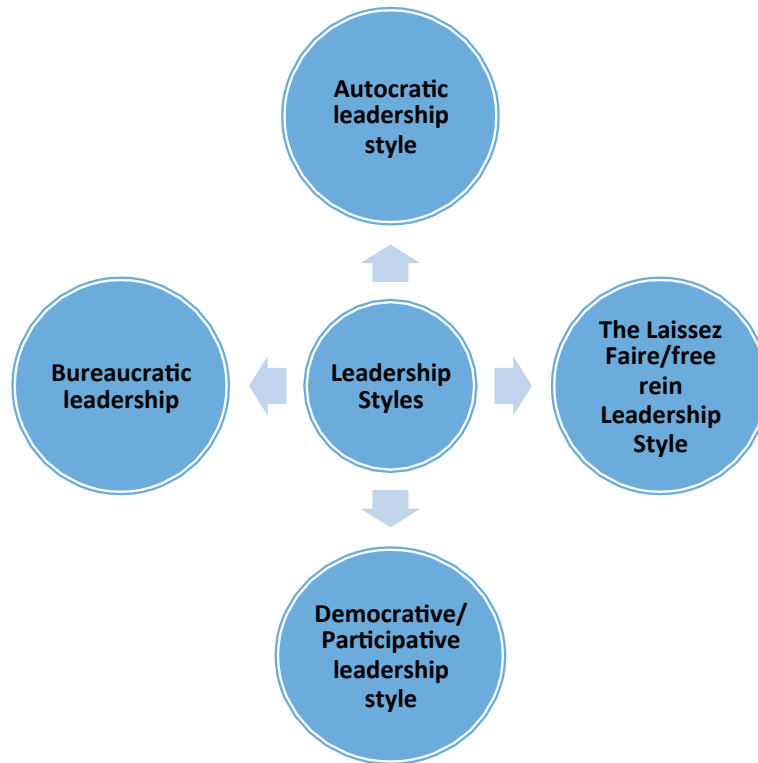 Autocratic
leadership
style
Bureaucratic
leadership
Leadership
Styles
The Laissez
Faire/free
rein
Leadership
Style
Democrative/
Participative
leadership
style